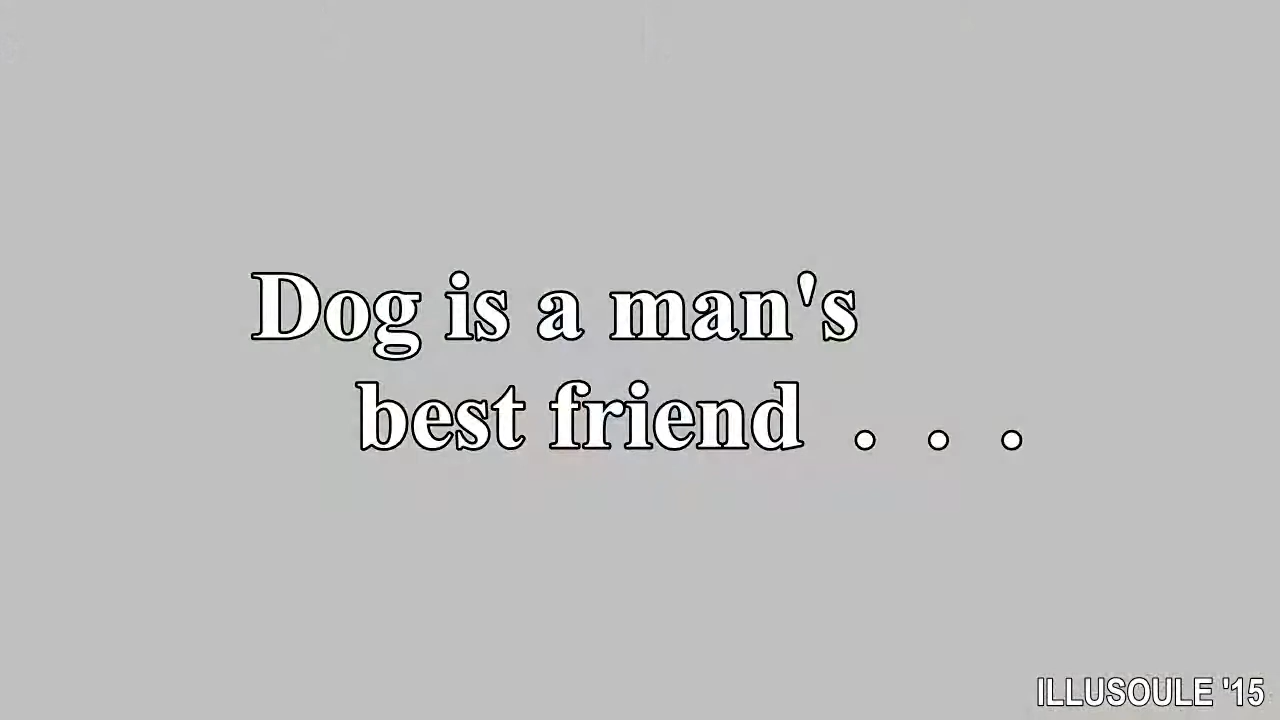 Dog is a man's
best friend . . .
ILLUSOULE '15